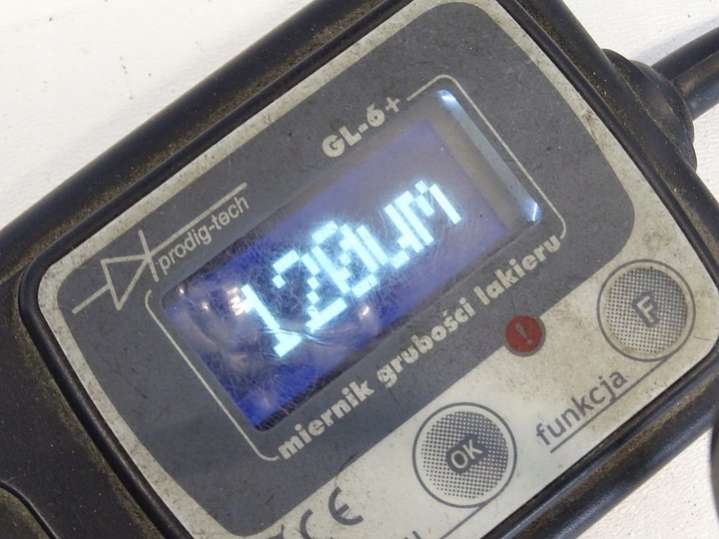 GL-6+
prodig-tech
120uM
miernik grubości lakieru
!
F
funkcja
OK
CE